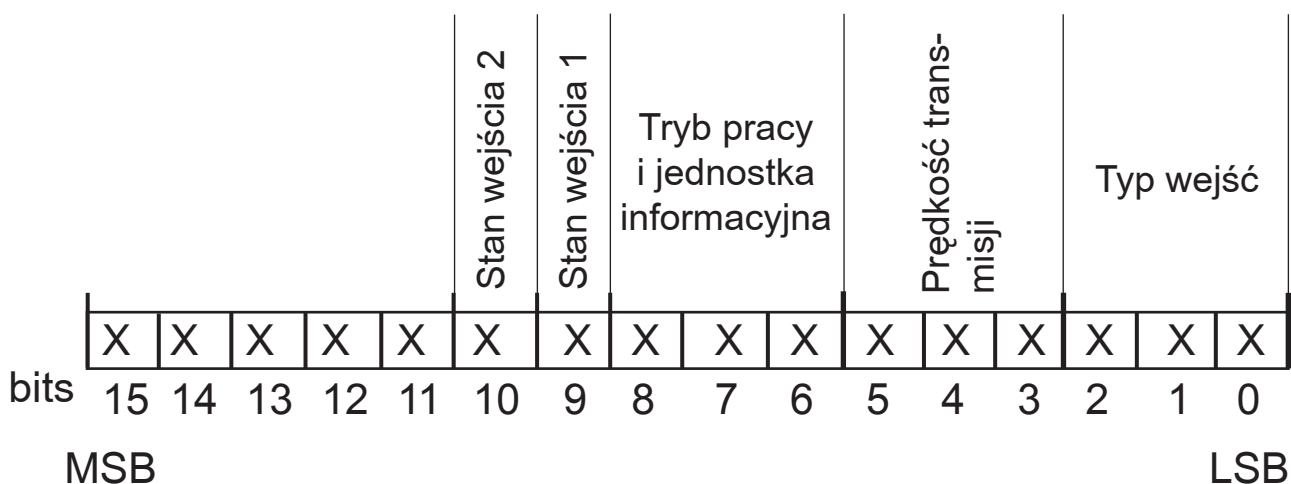 Stan wejścia 2
Stan wejścia 1
Tryb pracy
i jednostka
informacyjna
Prędkość trans-
misji
Typ wejść
X X X X X X X X X X X X X X X X
bits 15 14 13 12 11 10 9 8 7 6 5 4 3 2 1 0
MSB LSB